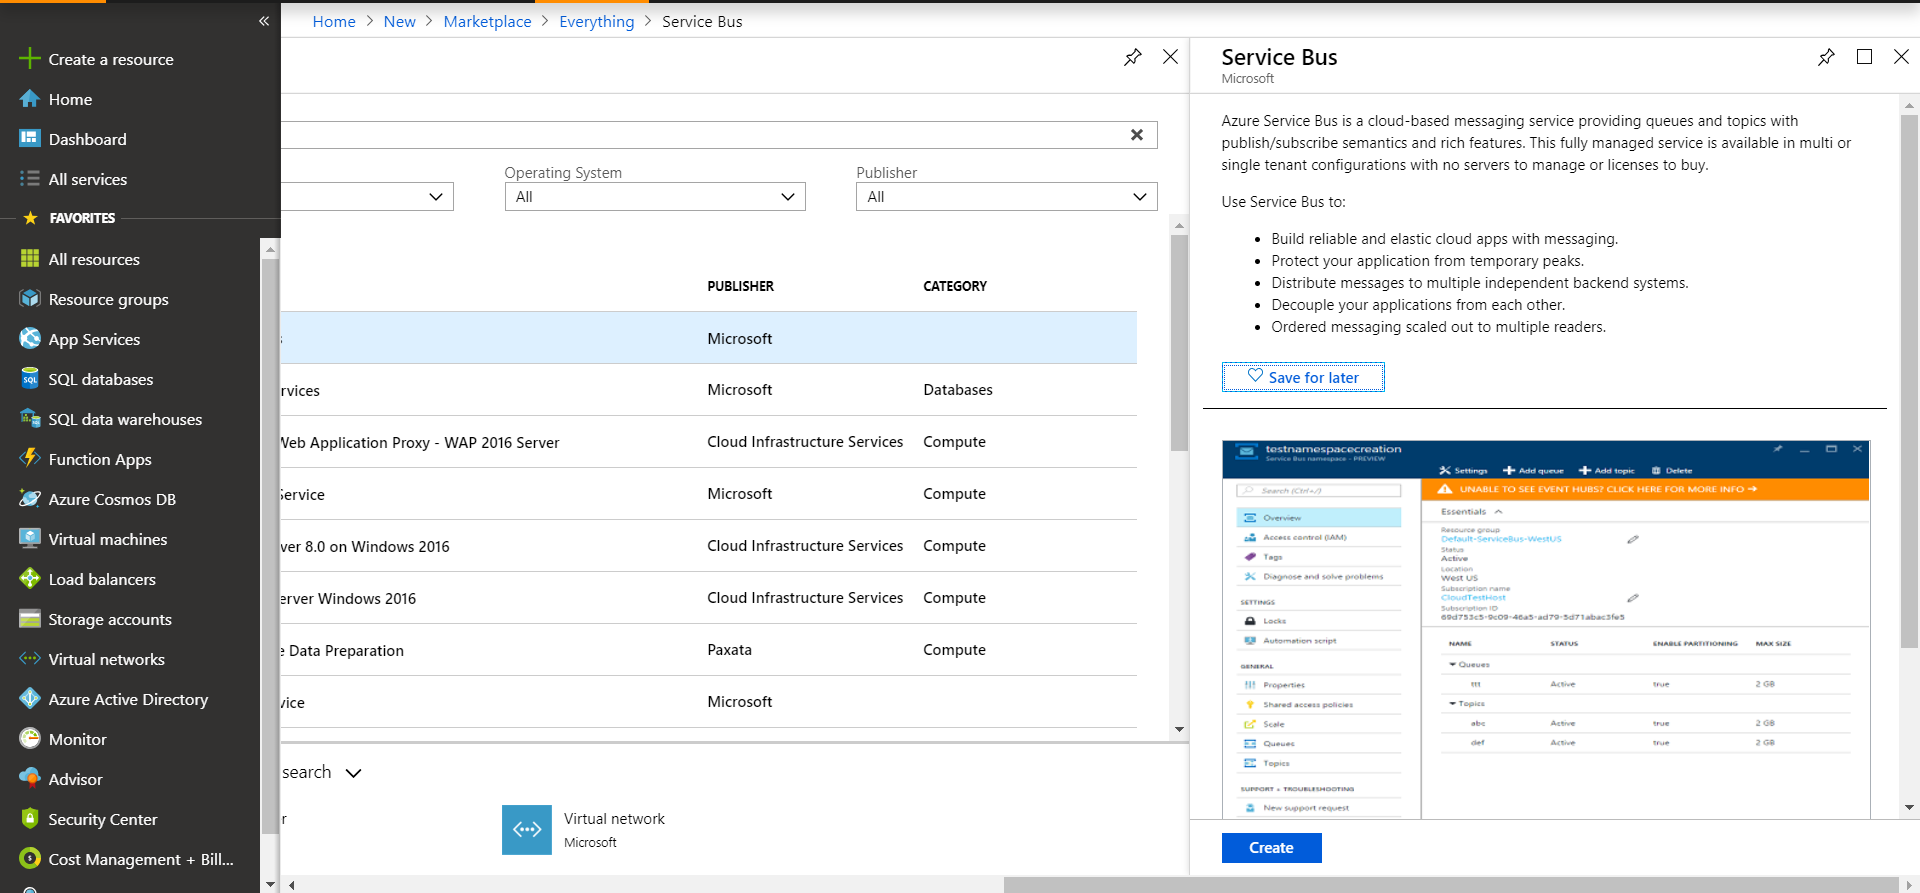 Home > New > Marketplace > Everything > Service Bus
«
Create a resource
Home
Dashboard
All services
FAVORITES
All resources
Resource groups
App Services
SQL databases
SQL data warehouses
Function Apps
Azure Cosmos DB
Virtual machines
Load balancers
Storage accounts
Virtual networks
Azure Active Directory
Monitor
Advisor
Security Center
Cost Management + Bill...
Operating System
All
Publisher
All
PUBLISHER CATEGORY
Microsoft
rvices Microsoft Databases
Web Application Proxy - WAP 2016 Server Cloud Infrastructure Services Compute
Service Microsoft Compute
ver 8.0 on Windows 2016 Cloud Infrastructure Services Compute
erver Windows 2016 Cloud Infrastructure Services Compute
e Data Preparation Paxata Compute
vice Microsoft
search
r
Virtual network
Microsoft
Service Bus
Microsoft
Azure Service Bus is a cloud-based messaging service providing queues and topics with
publish/subscribe semantics and rich features. This fully managed service is available in multi or
single tenant configurations with no servers to manage or licenses to buy.
Use Service Bus to:
• Build reliable and elastic cloud apps with messaging.
• Protect your application from temporary peaks.
• Distribute messages to multiple independent backend systems.
• Decouple your applications from each other.
• Ordered messaging scaled out to multiple readers.
Save for later
testnamespacecreation
Service Bus namespace - PREVIEW
Settings Add queue Add topic Delete
Search (Ctrl+/)
UNABLE TO SEE EVENT HUBS? CLICK HERE FOR MORE INFO →
Overview
Access control (IAM)
Tags
Diagnose and solve problems
SETTINGS
Locks
Automation script
GENERAL
Properties
Shared access policies
Scale
Queues
Topics
SUPPORT + TROUBLESHOOTING
New support request
Essentials
Resource group
Default-ServiceBus-WestUS
Status
Active
Location
West US
Subscription name
CloudTestHost
Subscription ID
69d753c5-9c09-46a5-ad79-5d71abac3fe5
NAME STATUS ENABLE PARTITIONING MAX SIZE
Queues
ttt Active true 2 GB
Topics
abc Active true 2 GB
def Active true 2 GB
Create